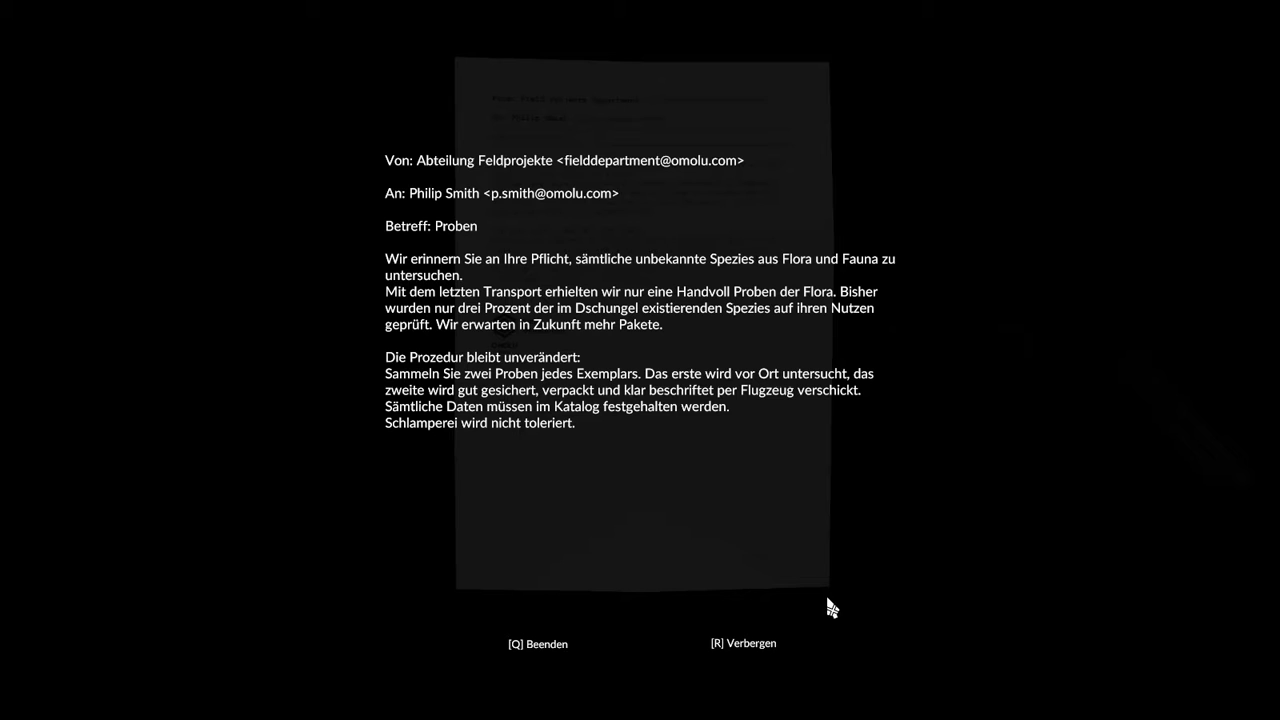 Von: Abteilung Feldprojekte <fielddepartment@omolu.com>
An: Philip Smith <p.smith@omolu.com>
Betreff: Proben
Wir erinnern Sie an Ihre Pflicht, sämtliche unbekannte Spezies aus Flora und Fauna zu
untersuchen.
Mit dem letzten Transport erhielten wir nur eine Handvoll Proben der Flora. Bisher
wurden nur drei Prozent der im Dschungel existierenden Spezies auf ihren Nutzen
geprüft. Wir erwarten in Zukunft mehr Pakete.
Die Prozedur bleibt unverändert:
Sammeln Sie zwei Proben jedes Exemplars. Das erste wird vor Ort untersucht, das
zweite wird gut gesichert, verpackt und klar beschriftet per Flugzeug verschickt.
Sämtliche Daten müssen im Katalog festgehalten werden.
Schlamperei wird nicht toleriert.
[Q] Beenden
[R] Verbergen